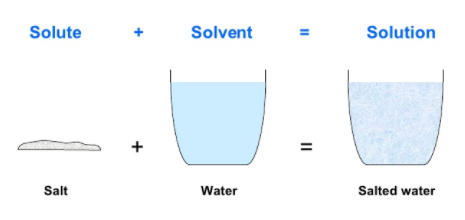 Solute + Solvent = Solution
+ =
Salt Water Salted water